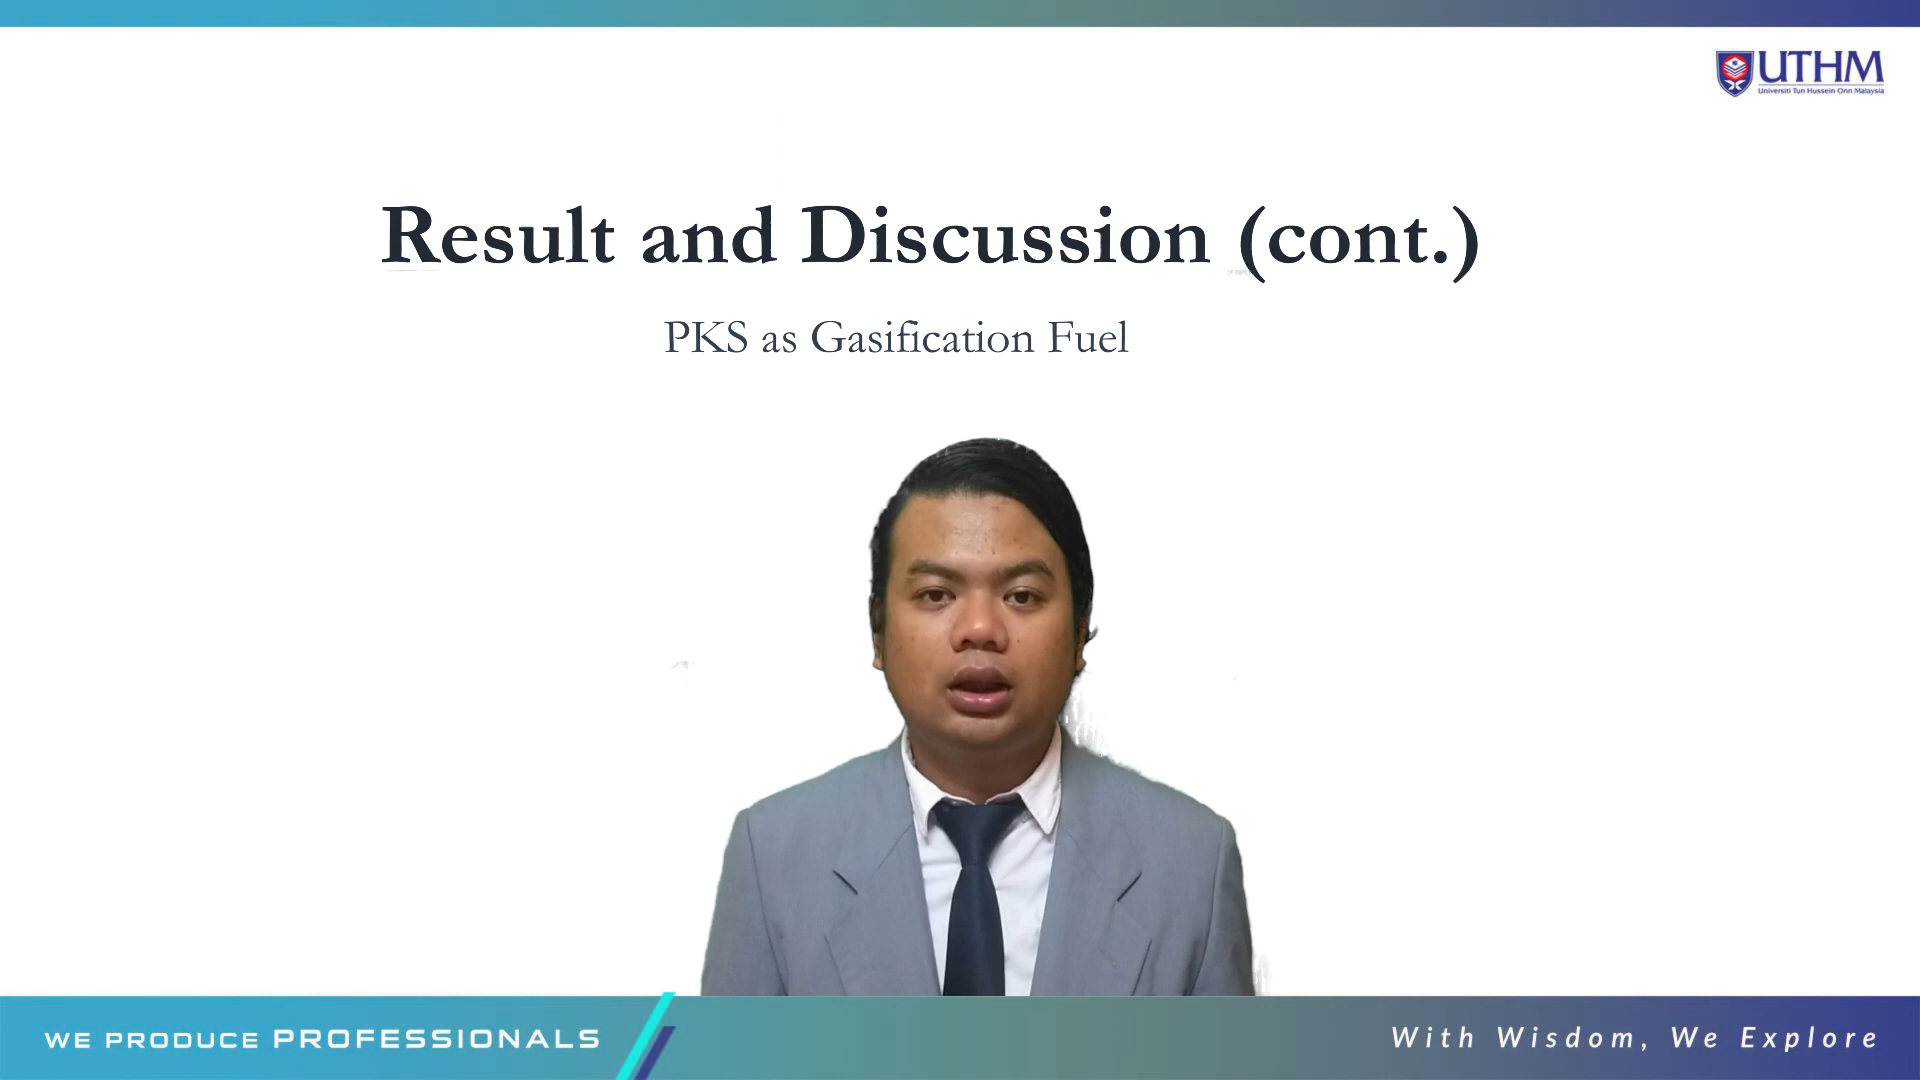 UTHM
Universiti Tun Hussein Onn Malaysia
Result and Discussion (cont.)
PKS as Gasification Fuel
WE PRODUCE PROFESSIONALS
With Wisdom, We Explore